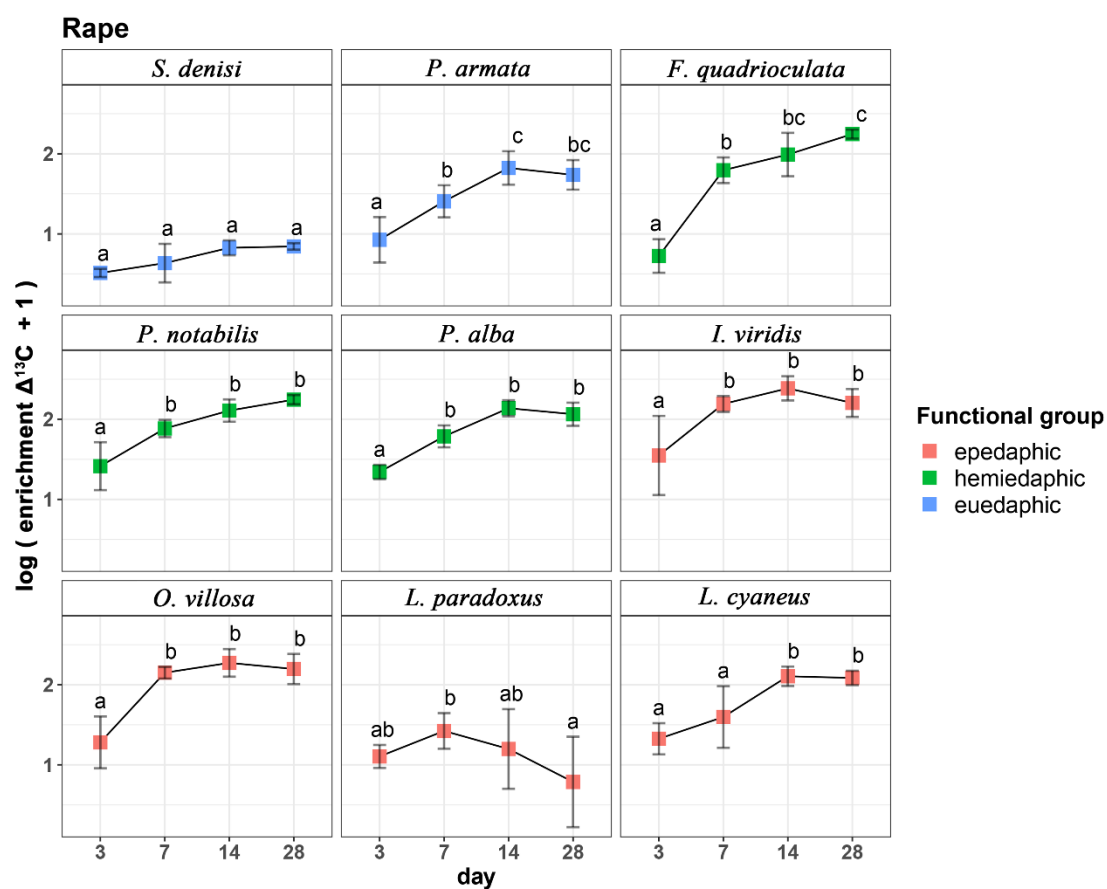 Rape
S. denisi
P. armata
F. quadrioculata
2
1
a
a
a
a
a
b
c
bc
a
b
bc
c
P. notabilis
P. alba
I. viridis
2
1
a
b
b
b
a
b
b
b
a
b
b
b
O. villosa
L. paradoxus
L. cyaneus
2
1
a
b
b
b
ab
b
ab
a
a
a
b
b
3 7 14 28
3 7 14 28
3 7 14 28
day
log ( enrichment Δ¹³C + 1 )
Functional group
epedaphic
hemiedaphic
euedaphic